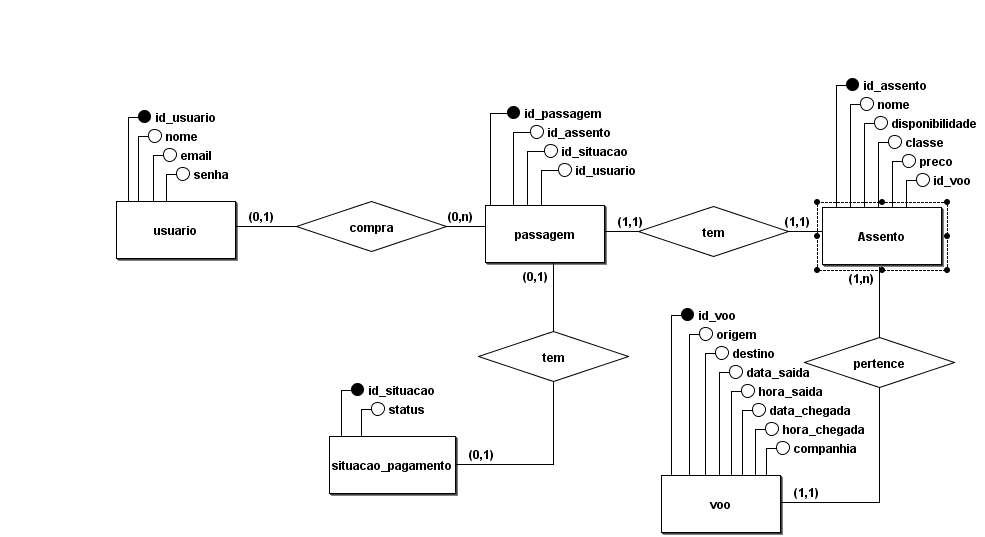 id_usuario
nome
email
senha
usuario
(0,1)
compra
(0,n)
id_passagem
id_assento
id_situacao
id_usuario
passagem
(1,1)
tem
(1,1)
id_assento
nome
disponibilidade
classe
preco
id_voo
Assento
(0,1)
tem
(0,1)
id_situacao
status
situacao_pagamento
(1,n)
pertence
(1,1)
id_voo
origem
destino
data_saida
hora_saida
data_chegada
hora_chegada
companhia
voo